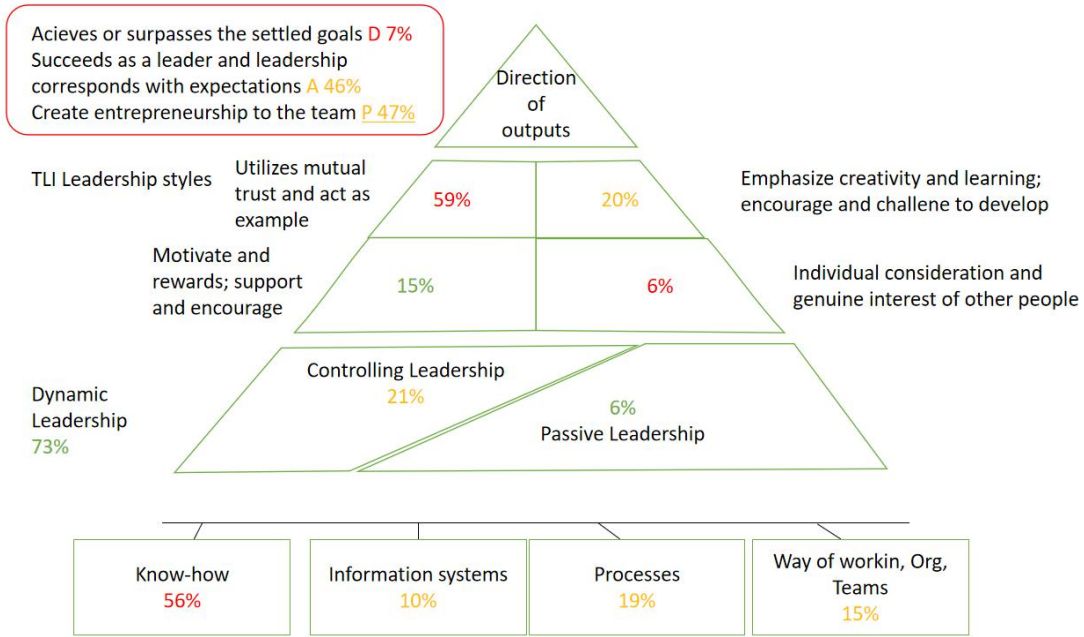 Acieves or surpasses the settled goals D 7%
Succeeds as a leader and leadership
corresponds with expectations A 46%
Create entrepreneurship to the team P 47%
Direction
of
outputs
TLI Leadership styles
Utilizes mutual
trust and act as
example
59%
20%
Emphasize creativity and learning;
encourage and challene to develop
Motivate and
rewards; support
and encourage
15%
6%
Individual consideration and
genuine interest of other people
Dynamic
Leadership
73%
Controlling Leadership
21%
6%
Passive Leadership
Know-how
56%
Information systems
10%
Processes
19%
Way of workin, Org,
Teams
15%